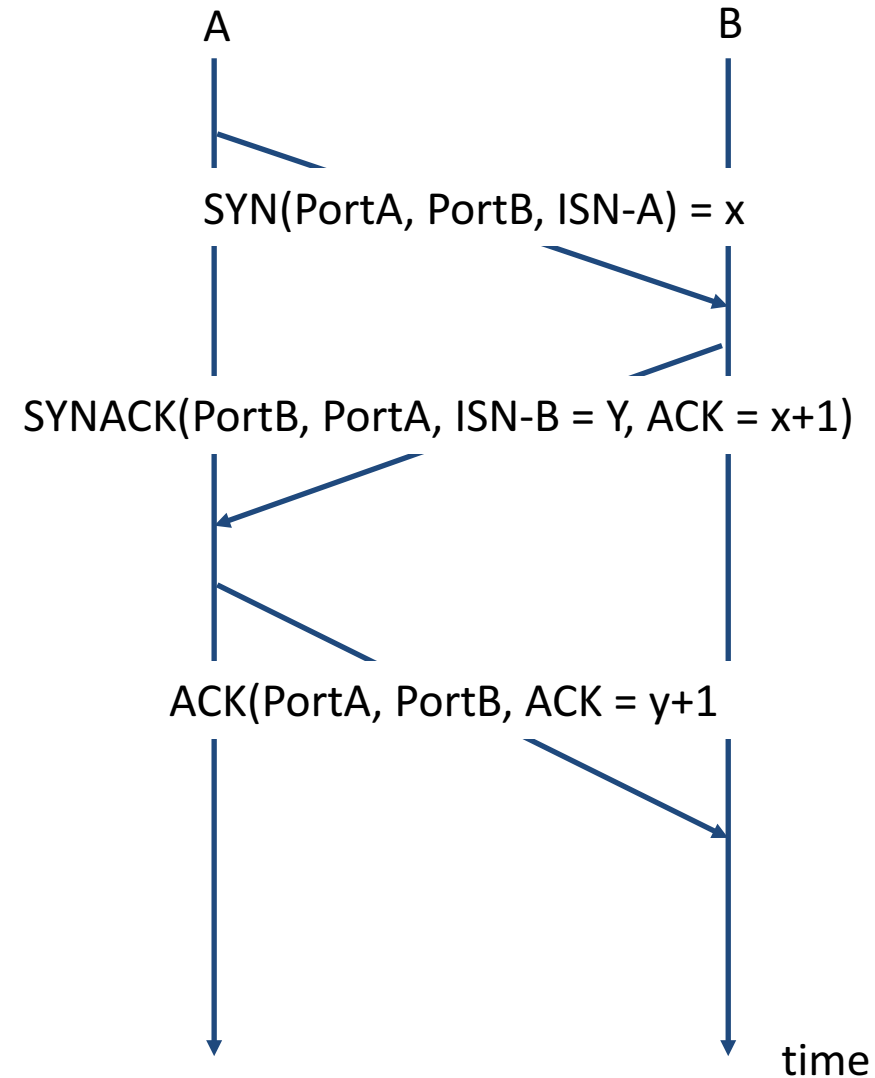 A
B
SYN(PortA, PortB, ISN-A) = x
SYNACK(PortB, PortA, ISN-B = Y, ACK = x+1)
ACK(PortA, PortB, ACK = y+1
time